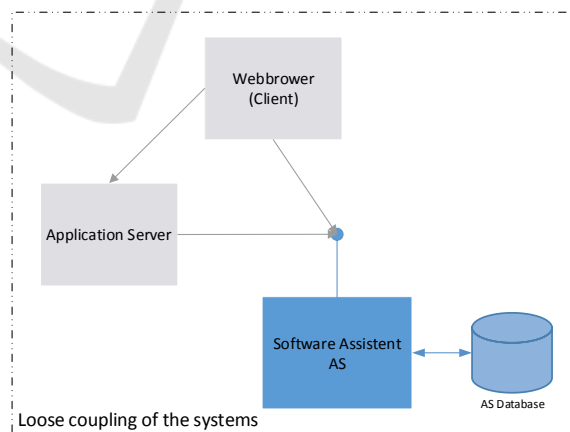 Webbrower
(Client)
Application Server
Software Assistent
AS
AS Database
Loose coupling of the systems